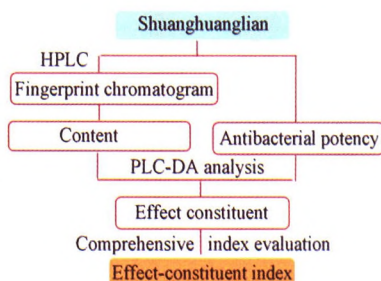 Shuanghuanglian
HPLC
Fingerprint chromatogram
Content
Antibacterial potency
PLC-DA analysis
Effect constituent
Comprehensive index evaluation
Effect-constituent index